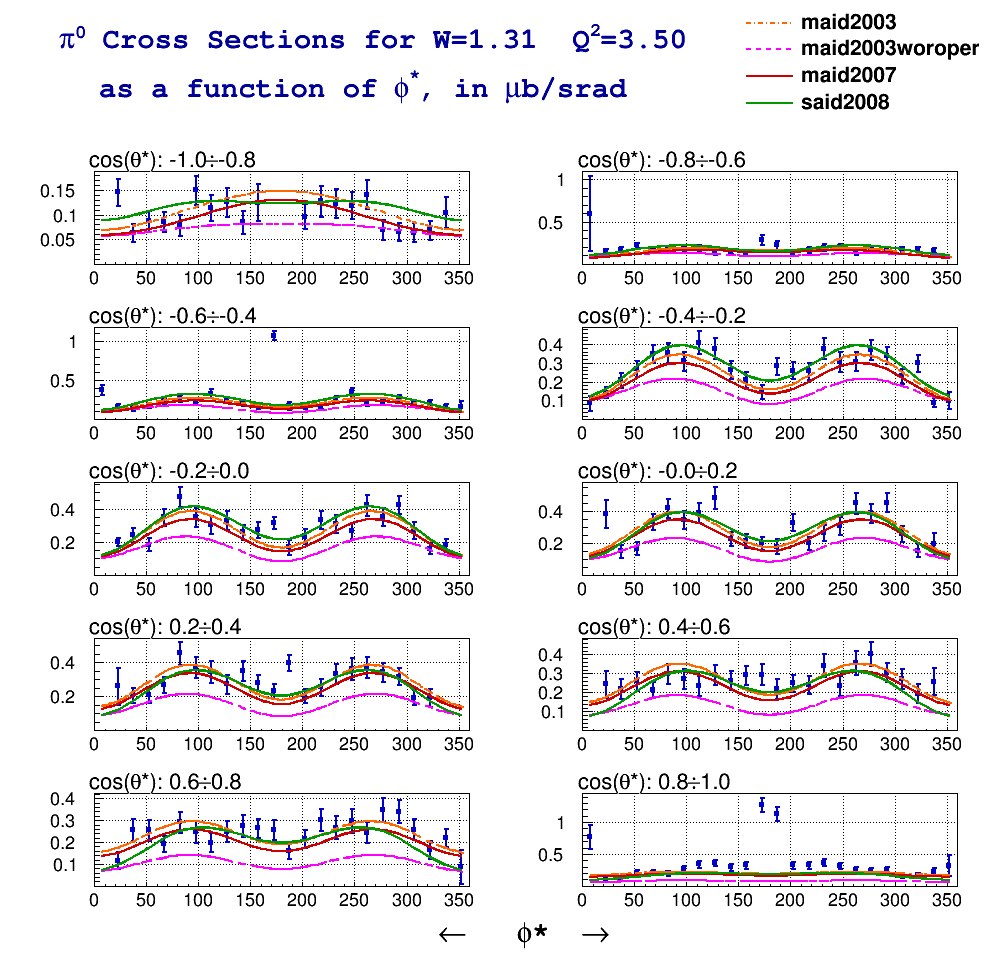 π⁰ Cross Sections for W=1.31 Q²=3.50
as a function of ϕ*, in μb/srad
maid2003
maid2003woroper
maid2007
said2008
cos(θ*): -1.0÷-0.8
0.15
0.1
0.05
0 50 100 150 200 250 300 350
cos(θ*): -0.8÷-0.6
1
0.5
0 50 100 150 200 250 300 350
cos(θ*): -0.6÷-0.4
1
0.5
0 50 100 150 200 250 300 350
cos(θ*): -0.4÷-0.2
0.4
0.3
0.2
0.1
0 50 100 150 200 250 300 350
cos(θ*): -0.2÷0.0
0.4
0.2
0 50 100 150 200 250 300 350
cos(θ*): -0.0÷0.2
0.4
0.2
0 50 100 150 200 250 300 350
cos(θ*): 0.2÷0.4
0.4
0.2
0 50 100 150 200 250 300 350
cos(θ*): 0.4÷0.6
0.4
0.3
0.2
0.1
0 50 100 150 200 250 300 350
cos(θ*): 0.6÷0.8
0.4
0.3
0.2
0.1
0 50 100 150 200 250 300 350
cos(θ*): 0.8÷1.0
1
0.5
0 50 100 150 200 250 300 350
← ϕ* →